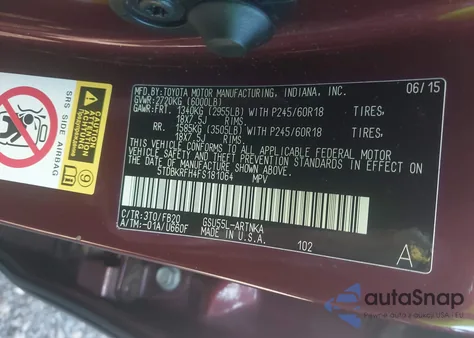 MFD.BY: TOYOTA MOTOR MANUFACTURING, INDIANA, INC. 06/15
GVWR: 2720KG (6000LB)
GAWR: FRT. 1340KG (2955LB) WITH P245/60R18 TIRES,
18X7.5J RIMS
RR. 1585KG (3505LB) WITH P245/60R18 TIRES,
18X7.5J RIMS
THIS VEHICLE CONFORMS TO ALL APPLICABLE FEDERAL MOTOR
VEHICLE SAFETY STANDARDS IN EFFECT ON THE DATE OF
MANUFACTURE SHOWN ABOVE.
5TDBKRFH4FS181064 MPV
C/TR: 3T0/FB20 GSU55L-ARTNKA
A/TM: -01A/U660F MADE IN U.S.A. 102 A
SRS SIDE AIRBAG
autoSnap